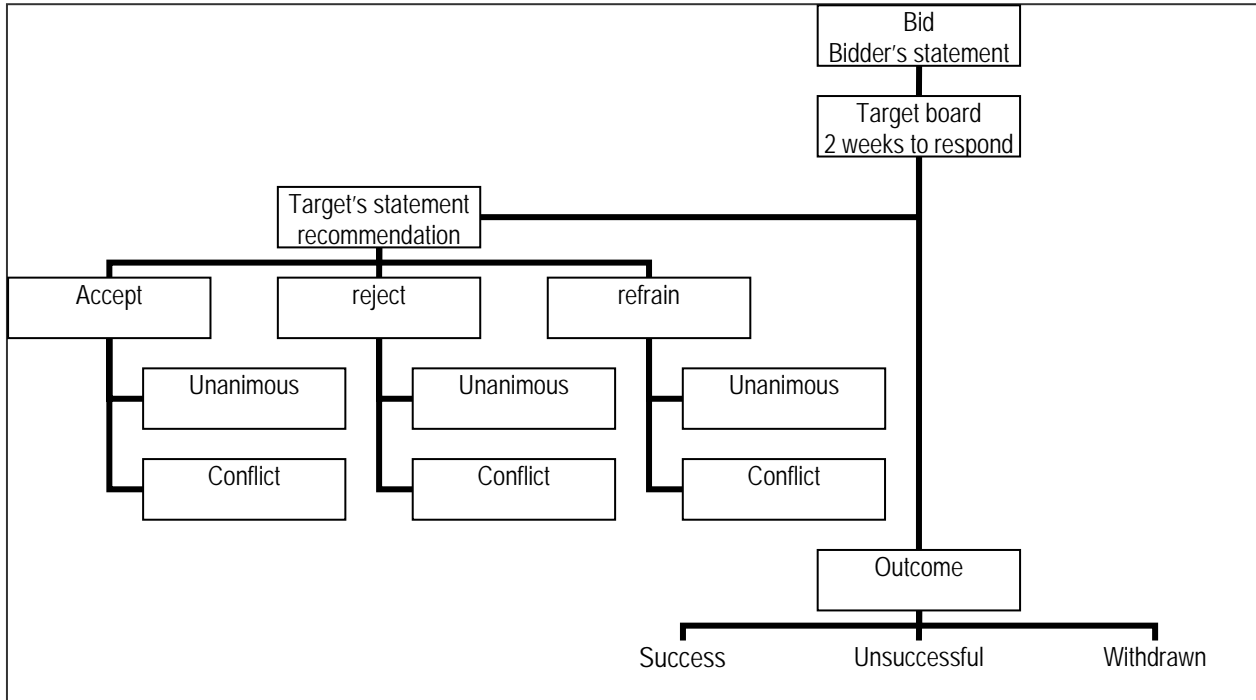 Bid
Bidder's statement
Target board
2 weeks to respond
Target's statement
recommendation
Accept
reject
refrain
Unanimous
Unanimous
Unanimous
Conflict
Conflict
Conflict
Outcome
Success
Unsuccessful
Withdrawn